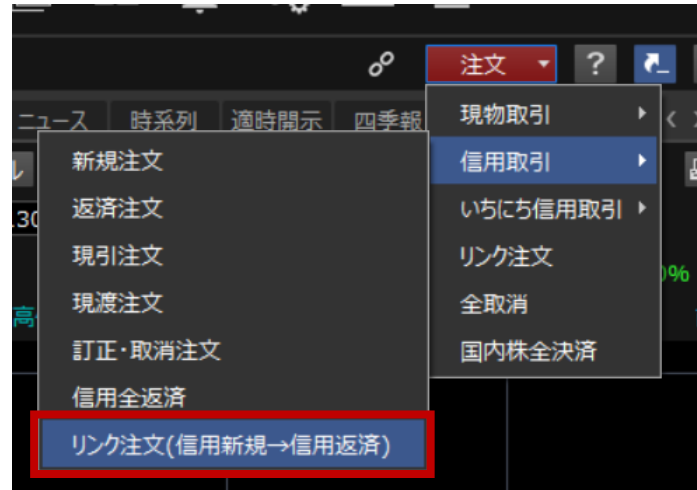 注文
?
ニュース
時系列
適時開示
四季報
現物取引
信用取引
いちにち信用取引
リンク注文
全取消
国内株全決済
新規注文
返済注文
現引注文
現渡注文
訂正・取消注文
信用全返済
リンク注文(信用新規→信用返済)
.30
%
高